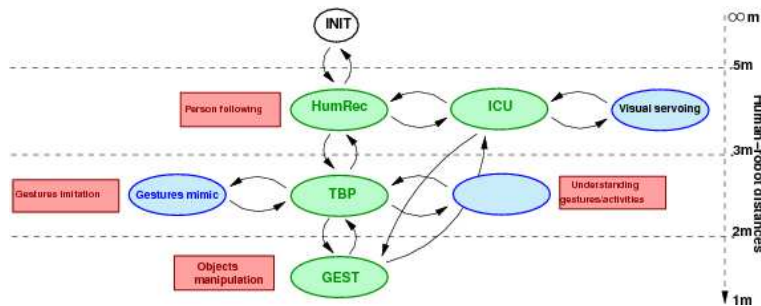 INIT
∞ m
5m
Person following
HumRec
ICU
Visual servoing
3m
Human-robot distances
Gestures imitation
Gestures mimic
TBP
Understanding
gestures/activities
2m
Objects
manipulation
GEST
1m